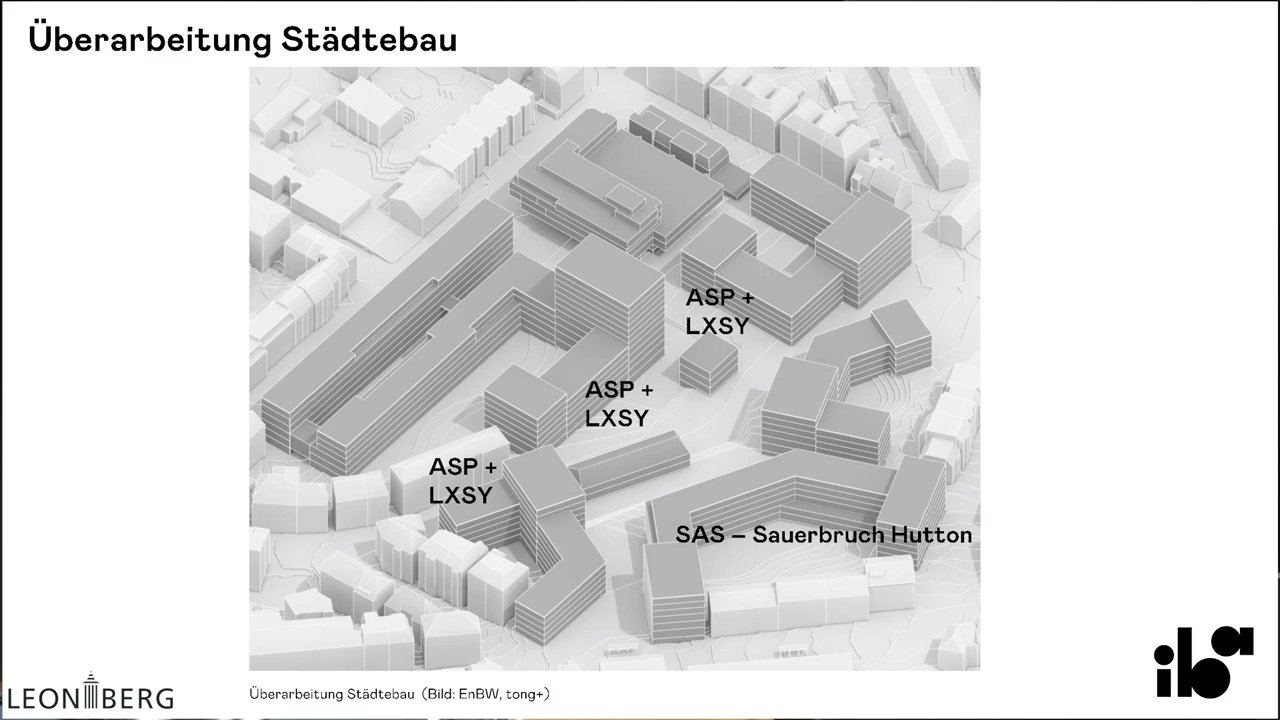 Überarbeitung Städtebau
ASP +
LXSY
ASP +
LXSY
ASP +
LXSY
SAS – Sauerbruch Hutton
LEONBERG
Überarbeitung Städtebau (Bild: EnBW, tong+)
iba